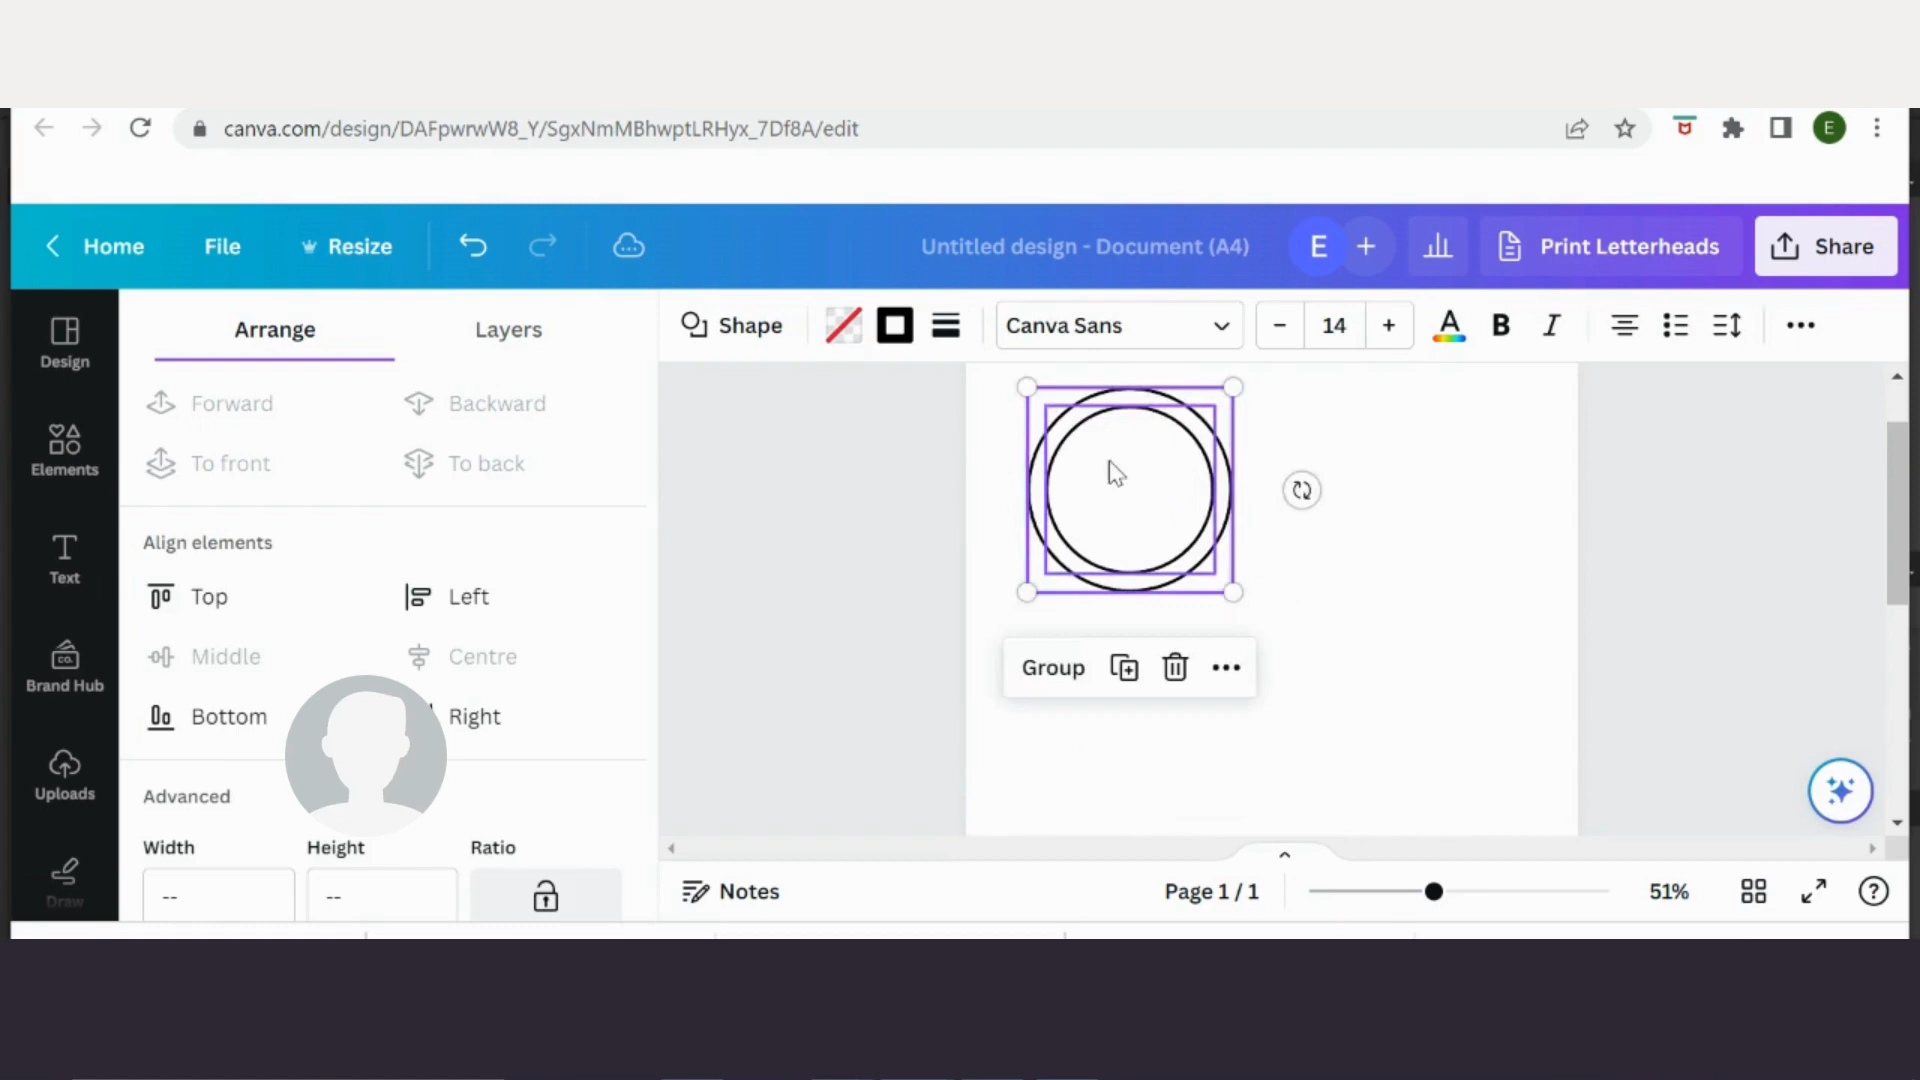 canva.com/design/DAFpwrwW8_Y/SgxNmMBhwptLRHyx_7Df8A/edit
E
Home File Resize
Untitled design - Document (A4)
E + Print Letterheads Share
Design
Elements
Text
CO.
Brand Hub
Uploads
Draw
Arrange Layers
Forward Backward
To front To back
Align elements
Top Left
Middle Centre
Bottom Right
Advanced
Width Height Ratio
-- --
Shape Canva Sans - 14 + A B I
Group
Notes
Page 1 / 1
51%
?